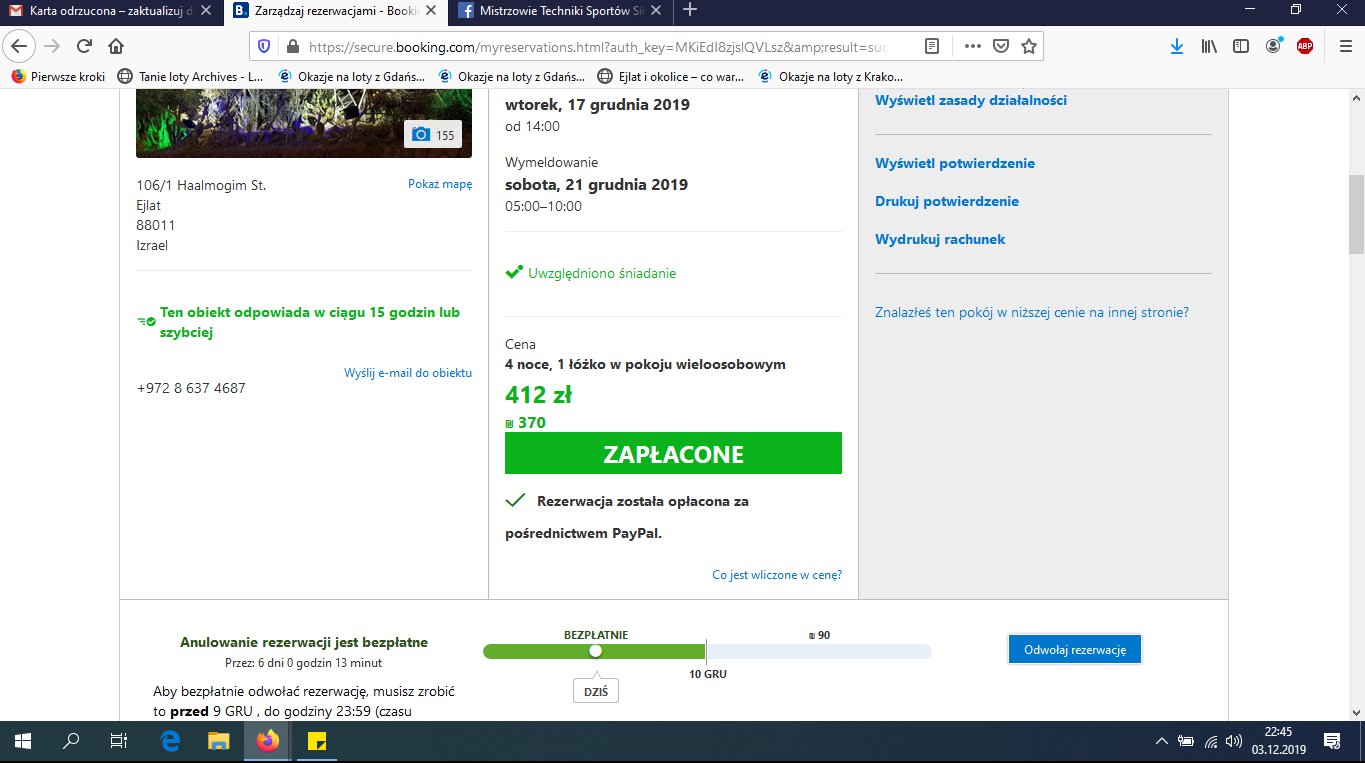 Karta odrzucona – zaktualizuj d
Zarządzaj rezerwacjami - Booki
Mistrzowie Techniki Sportów Si
https://secure.booking.com/myreservations.html?auth_key=MKiEdI8zjslQVLsz&amp;result=suc
ABP
Pierwsze kroki
Tanie loty Archives - L...
Okazje na loty z Gdańs...
Okazje na loty z Gdańs...
Ejlat i okolice – co war...
Okazje na loty z Krako...
155
106/1 Haalmogim St.
Pokaż mapę
Ejlat
88011
Izrael
Ten obiekt odpowiada w ciągu 15 godzin lub
szybciej
Wyślij e-mail do obiektu
+972 8 637 4687
wtorek, 17 grudnia 2019
od 14:00
Wymeldowanie
sobota, 21 grudnia 2019
05:00–10:00
Uwzględniono śniadanie
Cena
4 noce, 1 łóżko w pokoju wieloosobowym
412 zł
₪ 370
ZAPŁACONE
Rezerwacja została opłacona za
pośrednictwem PayPal.
Co jest wliczone w cenę?
Wyświetl zasady działalności
Wyświetl potwierdzenie
Drukuj potwierdzenie
Wydrukuj rachunek
Znalazłeś ten pokój w niższej cenie na innej stronie?
Anulowanie rezerwacji jest bezpłatne
Przez: 6 dni 0 godzin 13 minut
Aby bezpłatnie odwołać rezerwację, musisz zrobić
to przed 9 GRU , do godziny 23:59 (czasu
BEZPŁATNIE
₪ 90
10 GRU
DZIŚ
Odwołaj rezerwację
22:45
03.12.2019